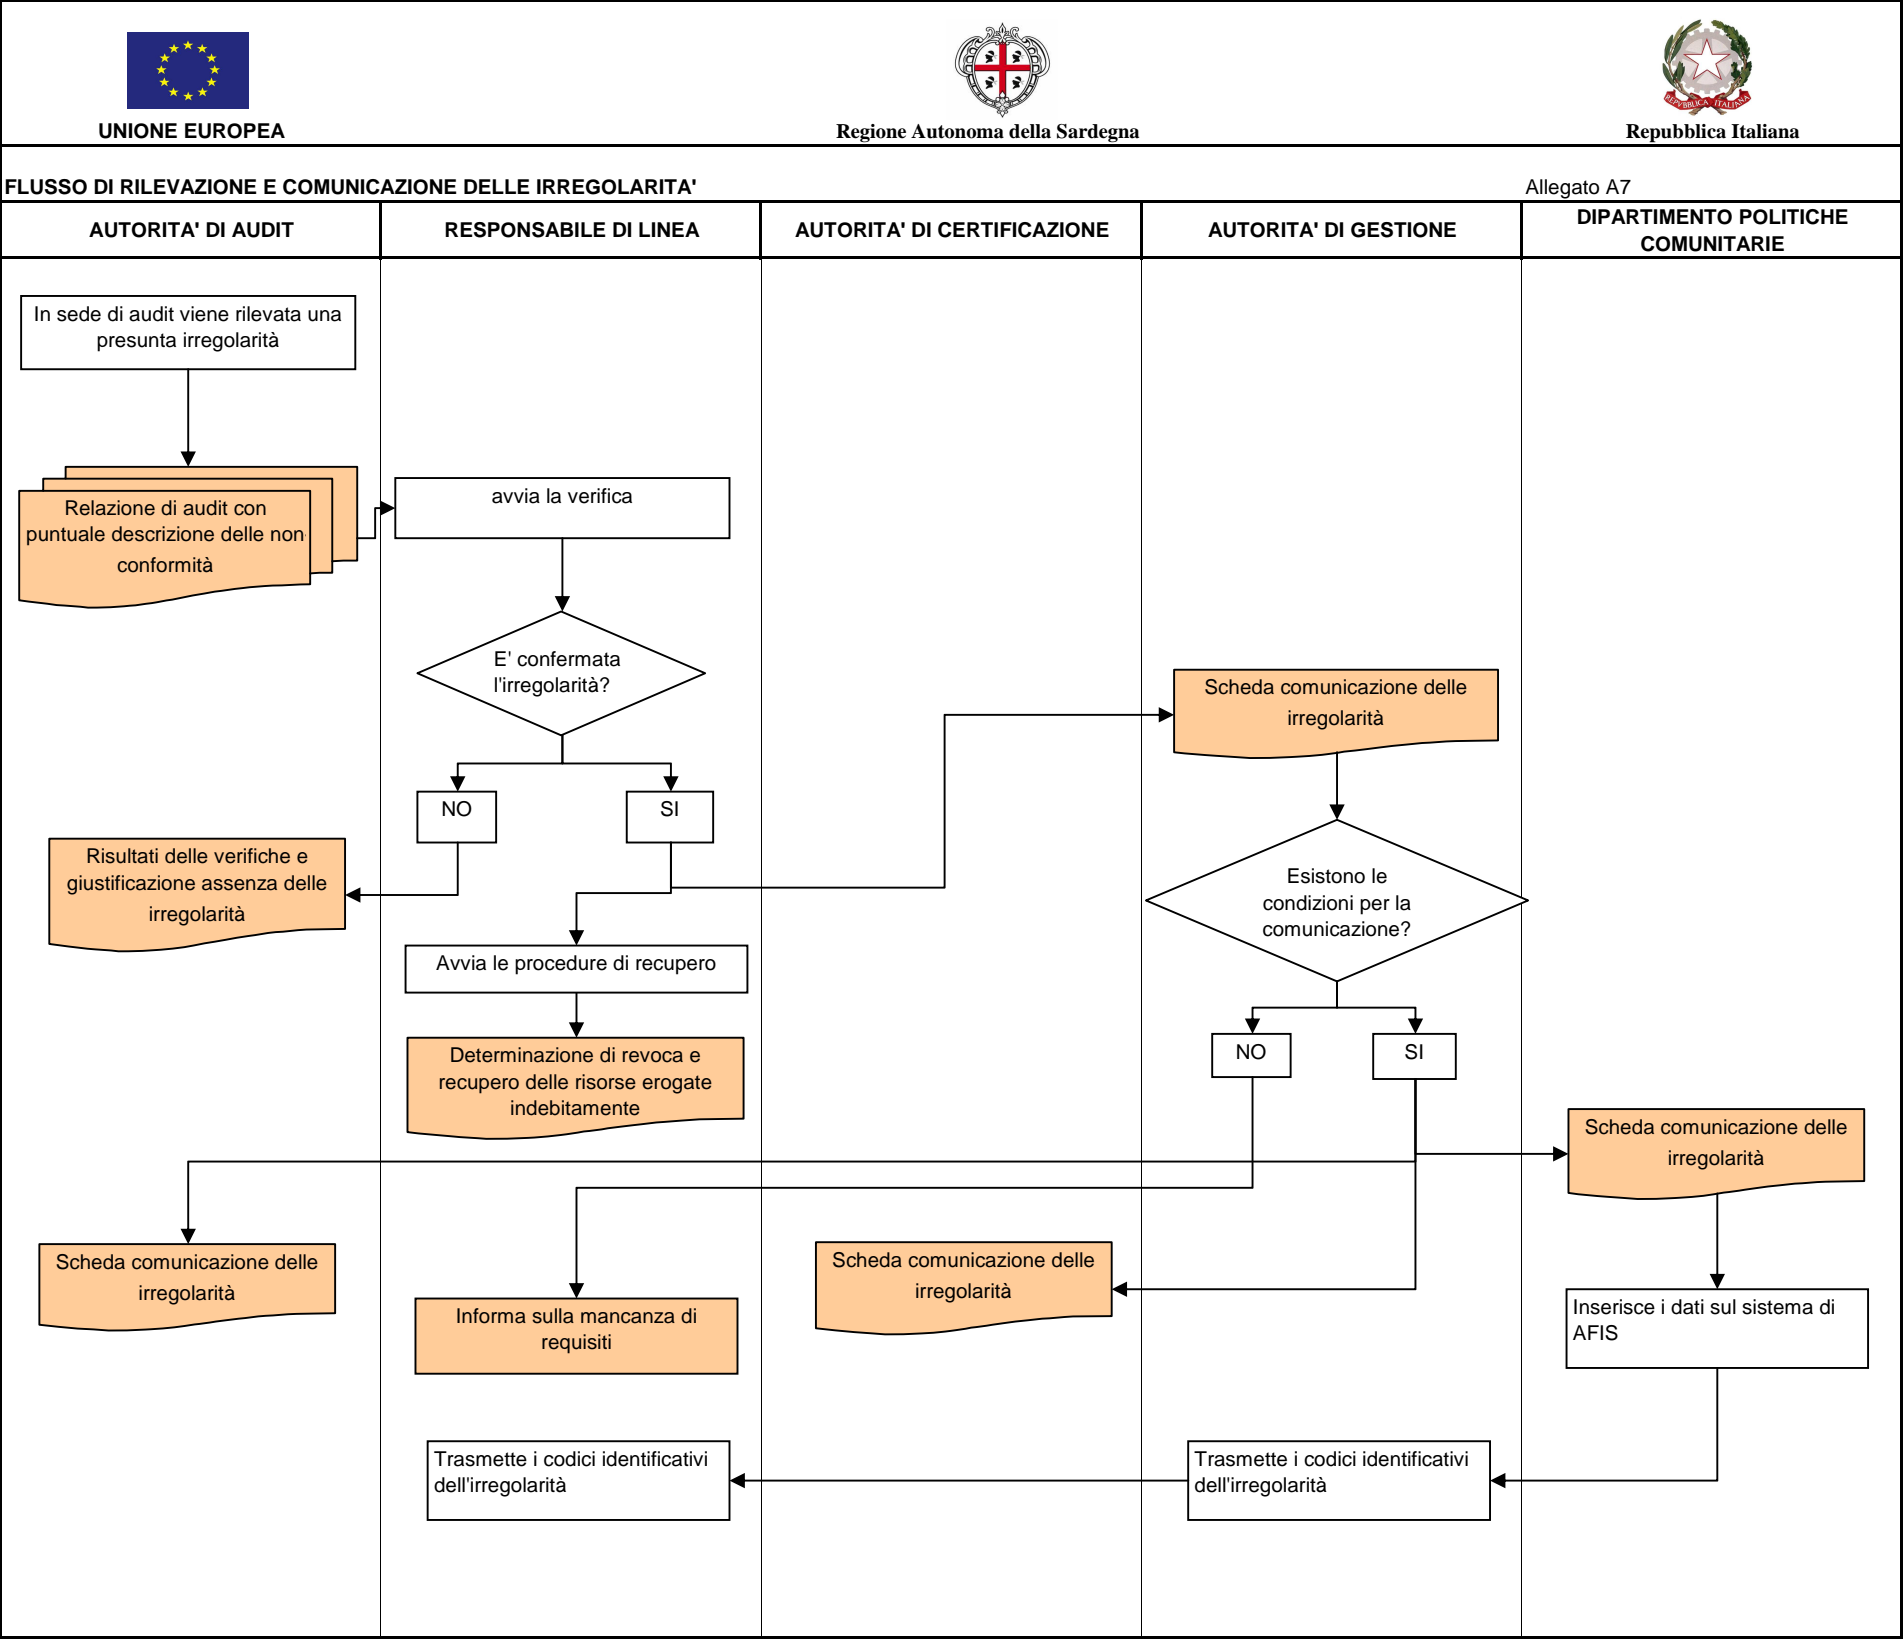 UNIONE EUROPEA
Regione Autonoma della Sardegna
REPVBBLICA ITALIANA
Repubblica Italiana
FLUSSO DI RILEVAZIONE E COMUNICAZIONE DELLE IRREGOLARITA'
Allegato A7
AUTORITA' DI AUDIT
RESPONSABILE DI LINEA
AUTORITA' DI CERTIFICAZIONE
AUTORITA' DI GESTIONE
DIPARTIMENTO POLITICHE
COMUNITARIE
In sede di audit viene rilevata una
presunta irregolarità
Relazione di audit con
puntuale descrizione delle non
conformità
avvia la verifica
E' confermata
l'irregolarità?
Scheda comunicazione delle
irregolarità
NO
SI
Risultati delle verifiche e
giustificazione assenza delle
irregolarità
Esistono le
condizioni per la
comunicazione?
Avvia le procedure di recupero
Determinazione di revoca e
recupero delle risorse erogate
indebitamente
NO
SI
Scheda comunicazione delle
irregolarità
Scheda comunicazione delle
irregolarità
Informa sulla mancanza di
requisiti
Scheda comunicazione delle
irregolarità
Inserisce i dati sul sistema di
AFIS
Trasmette i codici identificativi
dell'irregolarità
Trasmette i codici identificativi
dell'irregolarità